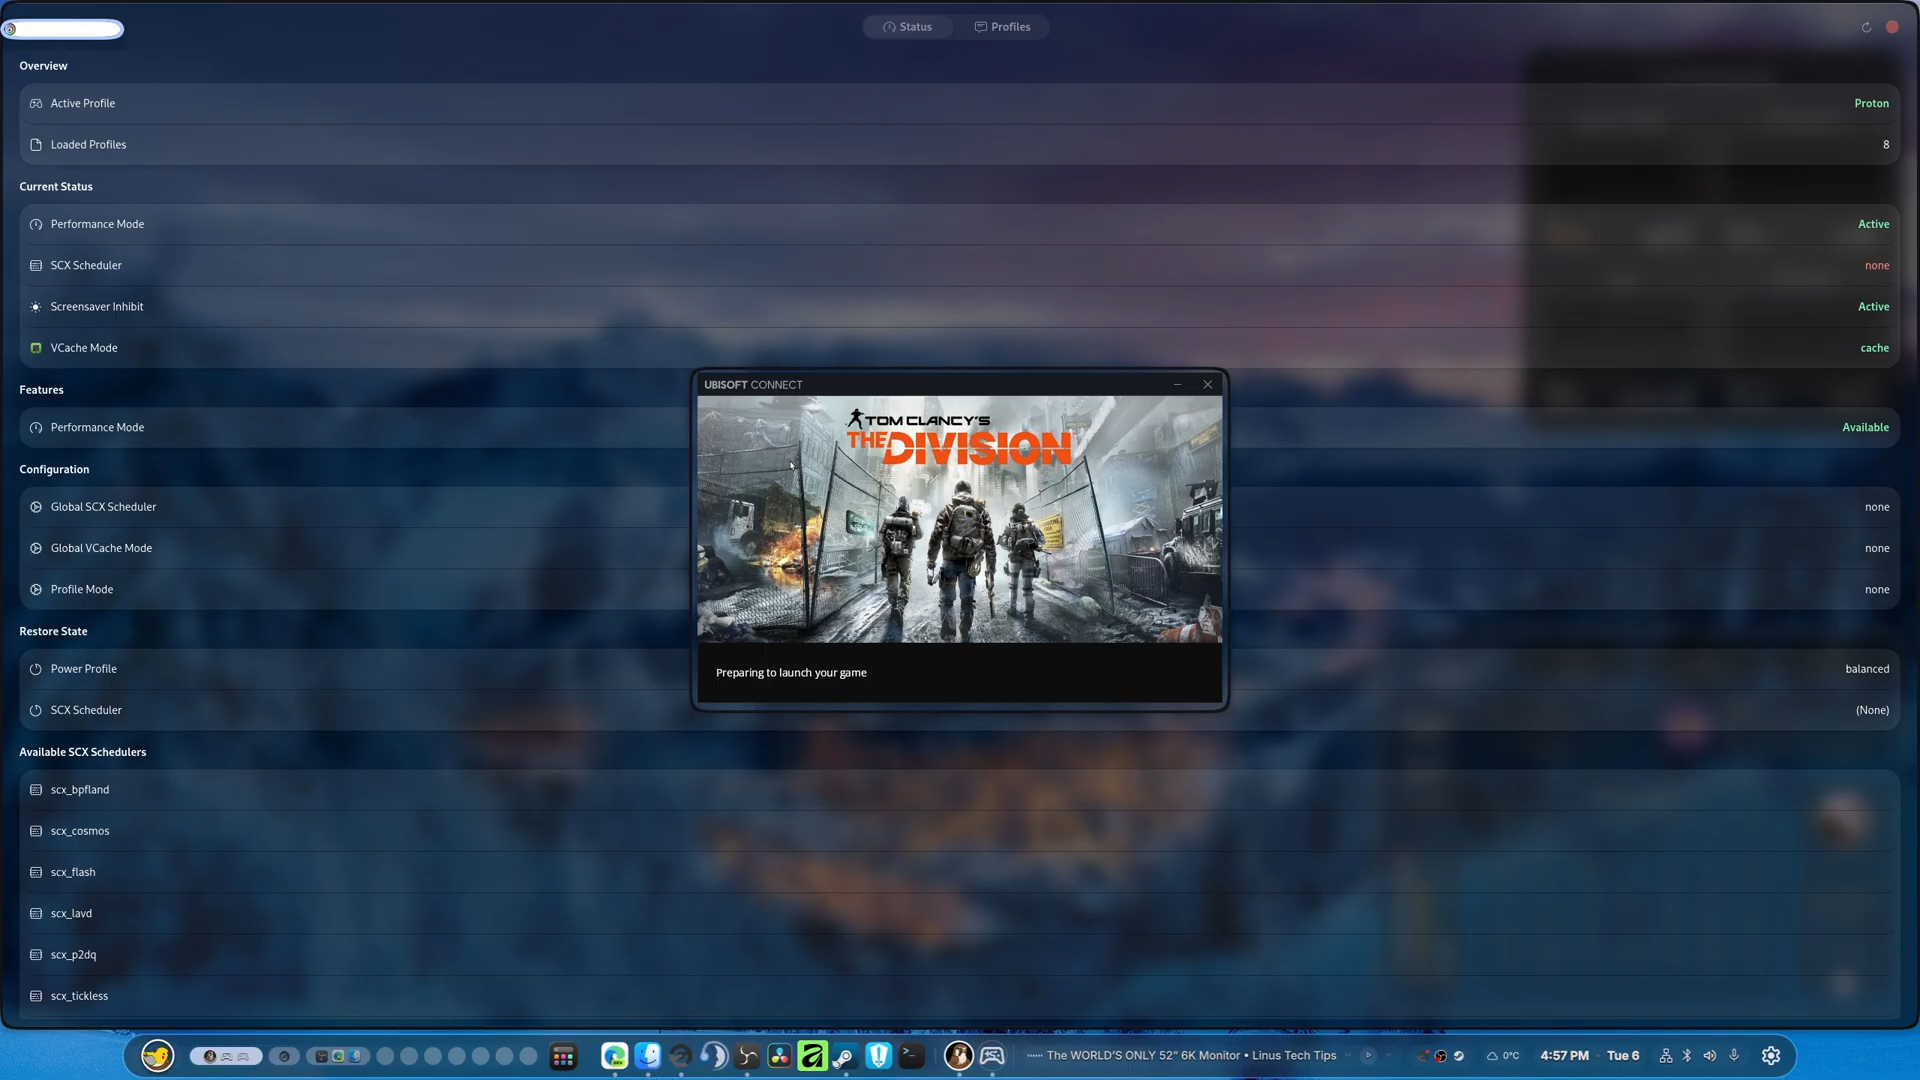 Status
Profiles
Overview
Active Profile
Proton
Loaded Profiles
8
Current Status
Performance Mode
Active
SCX Scheduler
none
Screensaver Inhibit
Active
VCache Mode
cache
Features
Performance Mode
Available
Configuration
Global SCX Scheduler
none
Global VCache Mode
none
Profile Mode
none
Restore State
Power Profile
balanced
SCX Scheduler
(None)
Available SCX Schedulers
scx_bpfland
scx_cosmos
scx_flash
scx_lavd
scx_p2dq
scx_tickless
UBISOFT CONNECT
TOM CLANCY'S
THE DIVISION
Preparing to launch your game
The WORLD'S ONLY 52" 6K Monitor • Linus Tech Tips
0°C
4:57 PM
Tue 6